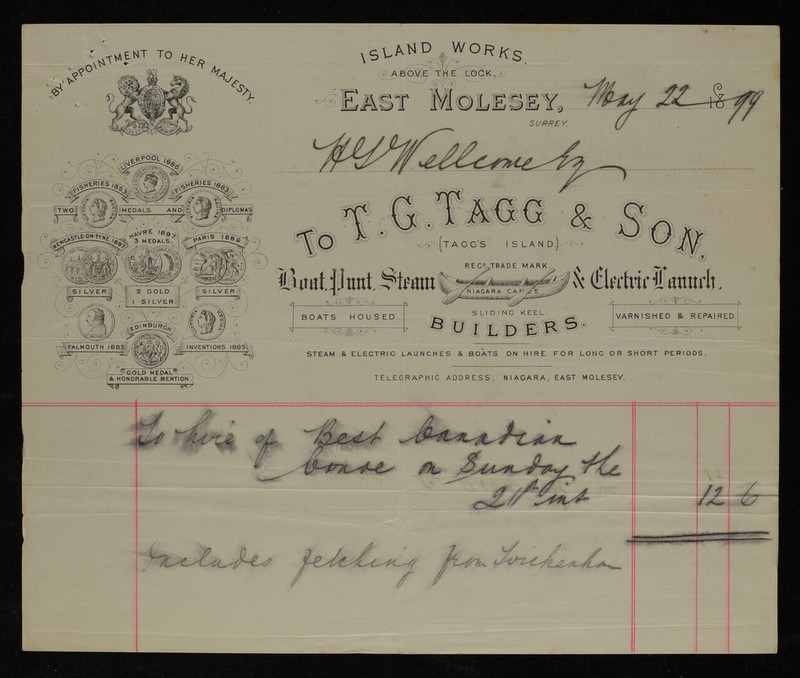 BY APPOINTMENT TO HER MAJESTY.
LIVERPOOL 1886
FISHERIES 1883
FISHERIES 1883
TWO MEDALS AND DIPLOMAS
NEWCASTLE-ON-TYNE 1887
HAVRE 1887
3 MEDALS
PARIS 1889
SILVER
2 GOLD
1 SILVER
SILVER
FALMOUTH 1885
EDINBURGH
INVENTIONS 1885
GOLD MEDAL
& HONORABLE MENTION
ISLAND WORKS.
ABOVE THE LOCK.
EAST MOLESEY, May 22 1899
SURREY
H S Wellcome Esq
To T. G. TAGG & SON,
(TAGG'S ISLAND)
REGD TRADE MARK
Boat, Punt, Steam & Electric Launch,
NIAGARA CANOE
SLIDING KEEL
BOATS HOUSED
BUILDERS.
VARNISHED & REPAIRED.
STEAM & ELECTRIC LAUNCHES & BOATS ON HIRE FOR LONG OR SHORT PERIODS.
TELEGRAPHIC ADDRESS, NIAGARA, EAST MOLESEY.
To hire of Best Canadian
Canoe on Sunday the
21st inst 12 6
Includes fetching from Twickenham